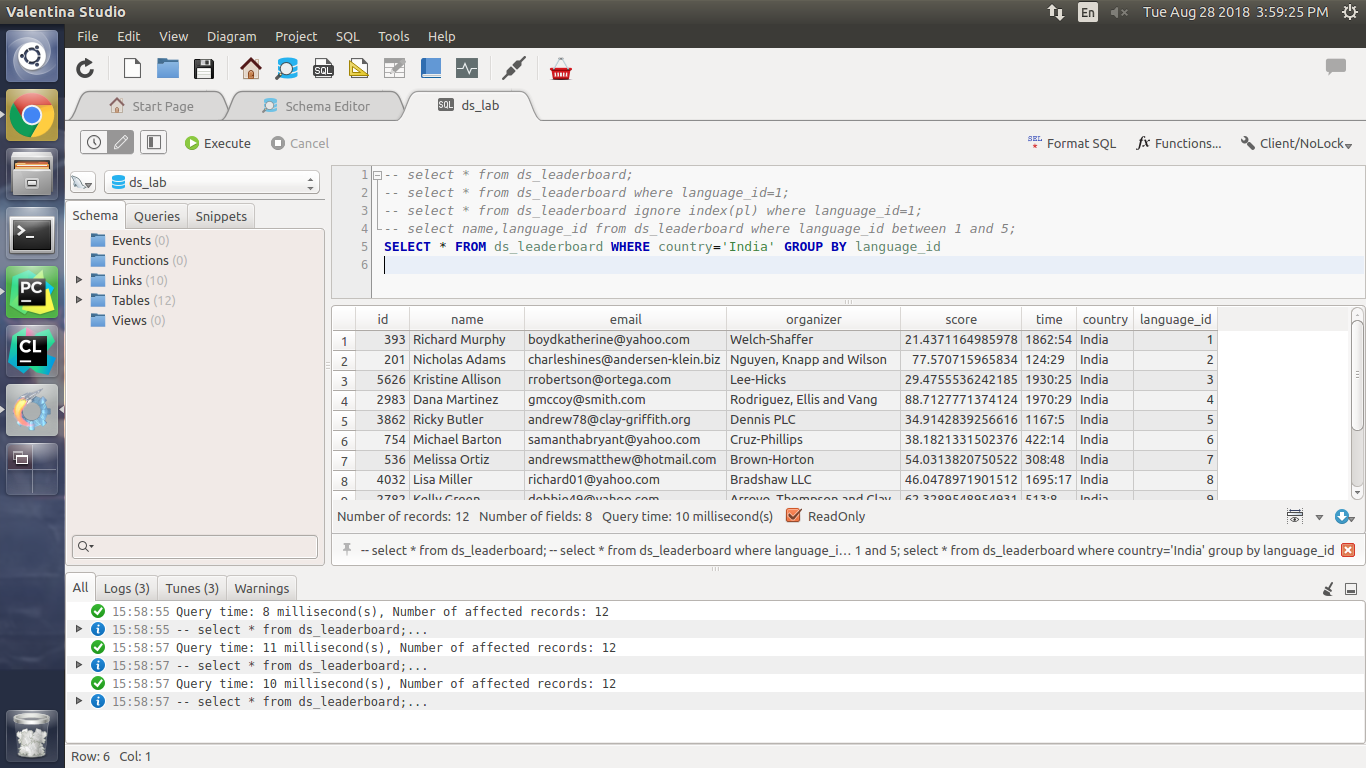 Valentina Studio
En
Tue Aug 28 2018 3:59:25 PM
File Edit View Diagram Project SQL Tools Help
SQL
Start Page
Schema Editor
SQL ds_lab
Execute
Cancel
SEL Format SQL
fx Functions...
Client/NoLock
ds_lab
Schema Queries Snippets
Events (0)
Functions (0)
Links (10)
Tables (12)
Views (0)
PC
CL
1 -- select * from ds_leaderboard;
2 -- select * from ds_leaderboard where language_id=1;
3 -- select * from ds_leaderboard ignore index(pl) where language_id=1;
4 -- select name,language_id from ds_leaderboard where language_id between 1 and 5;
5 SELECT * FROM ds_leaderboard WHERE country='India' GROUP BY language_id
6
id name email organizer score time country language_id
1 393 Richard Murphy boydkatherine@yahoo.com Welch-Shaffer 21.4371164985978 1862:54 India 1
2 201 Nicholas Adams charleshines@andersen-klein.biz Nguyen, Knapp and Wilson 77.570715965834 124:29 India 2
3 5626 Kristine Allison rrobertson@ortega.com Lee-Hicks 29.4755536242185 1930:25 India 3
4 2983 Dana Martinez gmccoy@smith.com Rodriguez, Ellis and Vang 88.7127771374124 1970:29 India 4
5 3862 Ricky Butler andrew78@clay-griffith.org Dennis PLC 34.9142839256616 1167:5 India 5
6 754 Michael Barton samanthabryant@yahoo.com Cruz-Phillips 38.1821331502376 422:14 India 6
7 536 Melissa Ortiz andrewsmatthew@hotmail.com Brown-Horton 54.0313820750522 308:48 India 7
8 4032 Lisa Miller richard01@yahoo.com Bradshaw LLC 46.0478971901512 1695:17 India 8
9 2782 Kelly Green debbie49@yahoo.com Arroyo, Thompson and Clay 62.3289548954931 513:8 India 9
Number of records: 12 Number of fields: 8 Query time: 10 millisecond(s) ReadOnly
-- select * from ds_leaderboard; -- select * from ds_leaderboard where language_i... 1 and 5; select * from ds_leaderboard where country='India' group by language_id
All Logs (3) Tunes (3) Warnings
15:58:55 Query time: 8 millisecond(s), Number of affected records: 12
15:58:55 -- select * from ds_leaderboard;...
15:58:57 Query time: 11 millisecond(s), Number of affected records: 12
15:58:57 -- select * from ds_leaderboard;...
15:58:57 Query time: 10 millisecond(s), Number of affected records: 12
15:58:57 -- select * from ds_leaderboard;...
Row: 6 Col: 1